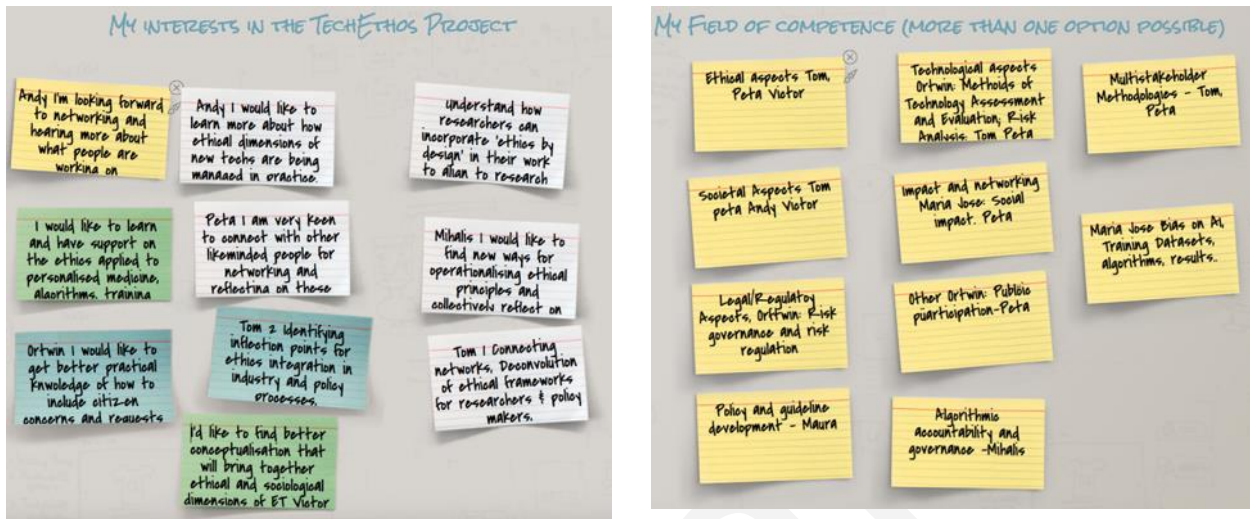 My interests in the TechEthos Project
Andy I'm looking forward
to networking and
hearing more about
what people are
working on
Andy I would like to
learn more about how
ethical dimensions of
new techs are being
managed in practice.
understand how
researchers can
incorporate 'ethics by
design' in their work
to align to research
I would like to learn
and have support on
the ethics applied to
personalised medicine,
algorithms, training
Peta I am very keen
to connect with other
likeminded people for
networking and
reflecting on these
Mihalis I would like to
find new ways for
operationalising ethical
principles and
collectively reflect on
Ortwin I would like to
get better practical
knwoledge of how to
include citizen
concerns and requests
Tom 2 identifying
inflection points for
ethics integration in
industry and policy
processes.
Tom 1 Connecting
networks, Deconvolution
of ethical frameworks
for researchers & policy
makers.
I'd like to find better
conceptualisation that
will bring together
ethical and sociological
dimensions of ET Victor
My Field of competence (more than one option possible)
Ethical aspects Tom,
Peta Victor
Technological aspects
Ortwin: Methoids of
Technology Assessment
and Evaluation; Risk
Analysis: Tom Peta
Multistakeholder
Methodologies - Tom,
Peta
Societal Aspects Tom
peta Andy Victor
Impact and networking
Maria Jose: Social
impact. Peta
Maria Jose Bias on AI,
Training Datasets,
algorithms, results..
Legal/Regulatoy
Aspects, Orftwin: Risk
governance and risk
regulation
Other Ortwin: Publoic
püarticipation-Peta
Policy and guideline
development - Maura
Algorithmic
accountability and
governance -Mihalis